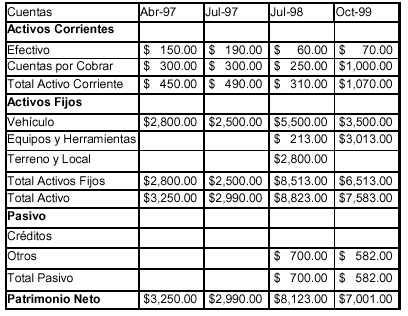 Cuentas Abr-97 Jul-97 Jul-98 Oct-99
Activos Corrientes
Efectivo $ 150.00 $ 190.00 $ 60.00 $ 70.00
Cuentas por Cobrar $ 300.00 $ 300.00 $ 250.00 $1,000.00
Total Activo Corriente $ 450.00 $ 490.00 $ 310.00 $1,070.00
Activos Fijos
Vehículo $2,800.00 $2,500.00 $5,500.00 $3,500.00
Equipos y Herramientas $ 213.00 $3,013.00
Terreno y Local $2,800.00
Total Activos Fijos $2,800.00 $2,500.00 $8,513.00 $6,513.00
Total Activo $3,250.00 $2,990.00 $8,823.00 $7,583.00
Pasivo
Créditos
Otros $ 700.00 $ 582.00
Total Pasivo $ 700.00 $ 582.00
Patrimonio Neto $3,250.00 $2,990.00 $8,123.00 $7,001.00